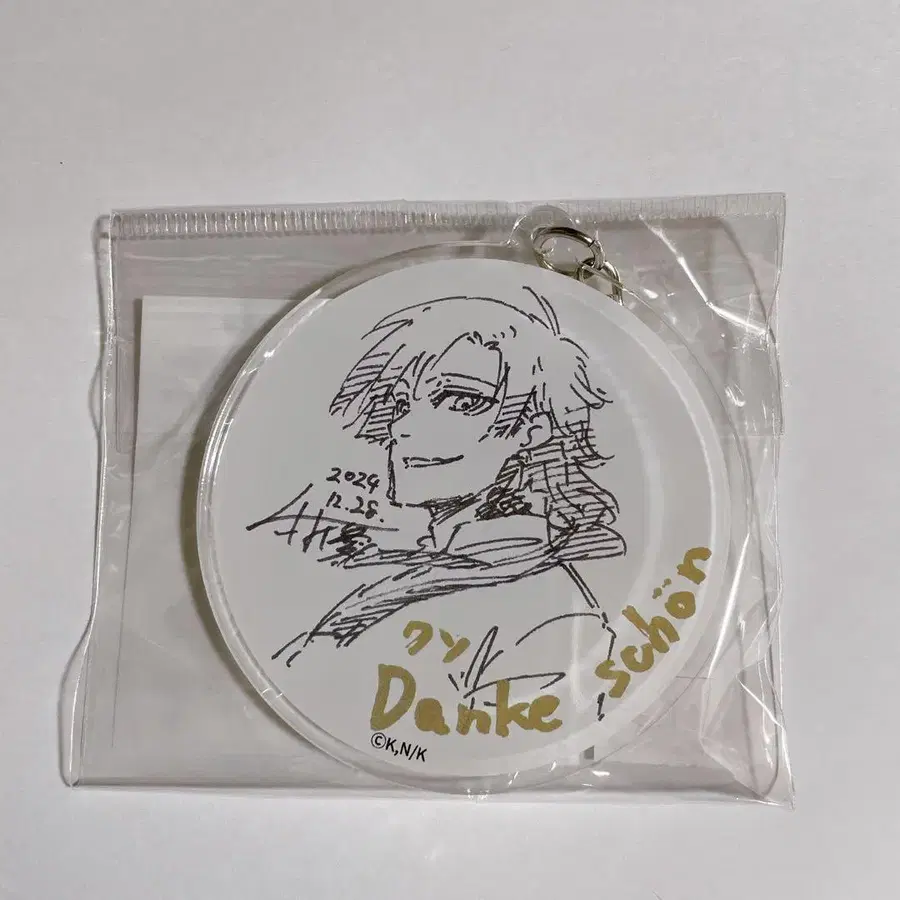 2024
12.28.
クソ
Danke schön
©K,N/K